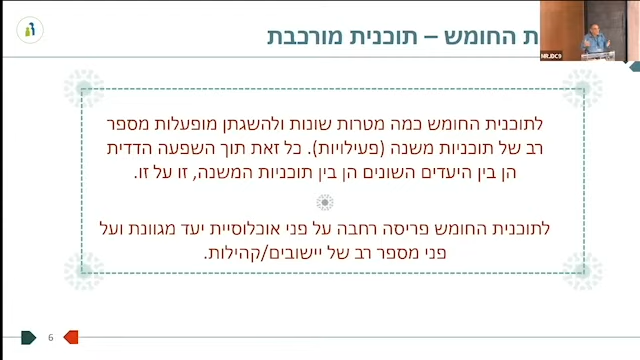 ת החומש – תוכנית מורכבת
לתוכנית החומש כמה מטרות שונות ולהשגתן מופעלות מספר
רב של תוכניות משנה (פעילויות). כל זאת תוך השפעה הדדית
הן בין היעדים השונים הן בין תוכניות המשנה, זו על זו.
לתוכנית החומש פריסה רחבה על פני אוכלוסיית יעד מגוונת ועל
פני מספר רב של יישובים/קהילות.
6